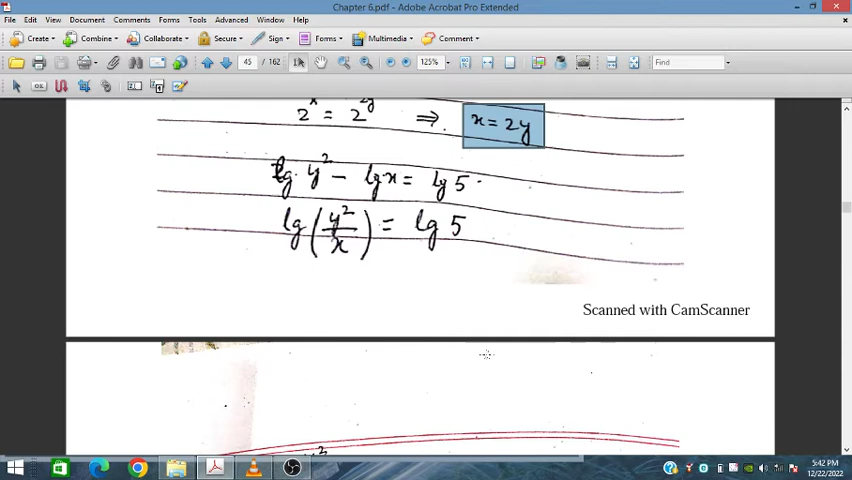 Chapter 6.pdf - Adobe Acrobat Pro Extended
File Edit View Document Comments Forms Tools Advanced Window Help
Create Combine Collaborate Secure Sign Forms Multimedia Comment
45 / 162 125% Find
2^x = 2^2y ⇒ x = 2y
lg y² − lg x = lg 5
lg (y²/x) = lg 5
Scanned with CamScanner
5:42 PM
12/22/2022